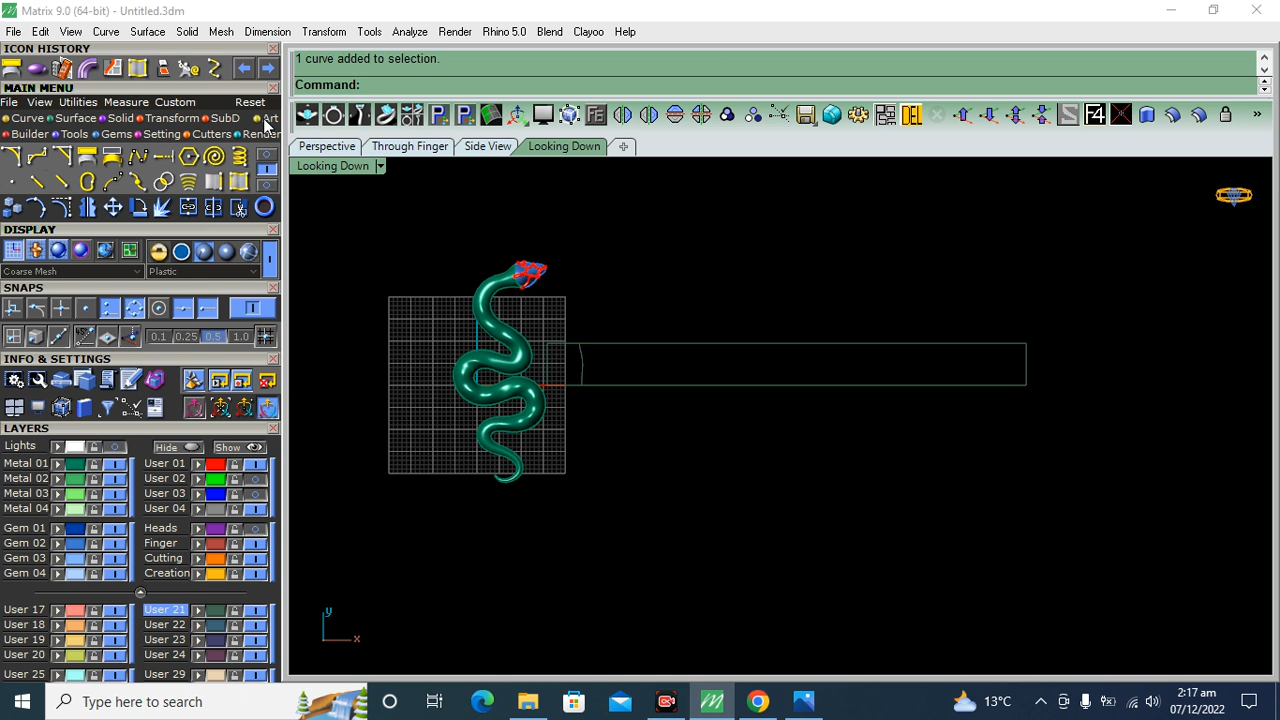 Matrix 9.0 (64-bit) - Untitled.3dm
File Edit View Curve Surface Solid Mesh Dimension Transform Tools Analyze Render Rhino 5.0 Blend Clayoo Help
ICON HISTORY
1 curve added to selection.
Command:
MAIN MENU
File View Utilities Measure Custom Reset
Curve Surface Solid Transform SubD Art
Builder Tools Gems Setting Cutters Render
Perspective Through Finger Side View Looking Down
Looking Down
DISPLAY
Coarse Mesh Plastic
SNAPS
0.1 0.25 0.5 1.0
INFO & SETTINGS
LAYERS
Lights Hide Show
Metal 01 User 01
Metal 02 User 02
Metal 03 User 03
Metal 04 User 04
Gem 01 Heads
Gem 02 Finger
Gem 03 Cutting
Gem 04 Creation
User 17 User 21
User 18 User 22
User 19 User 23
User 20 User 24
User 25 User 29
DEL
F4
y
x
Type here to search
13°C
2:17 am
07/12/2022